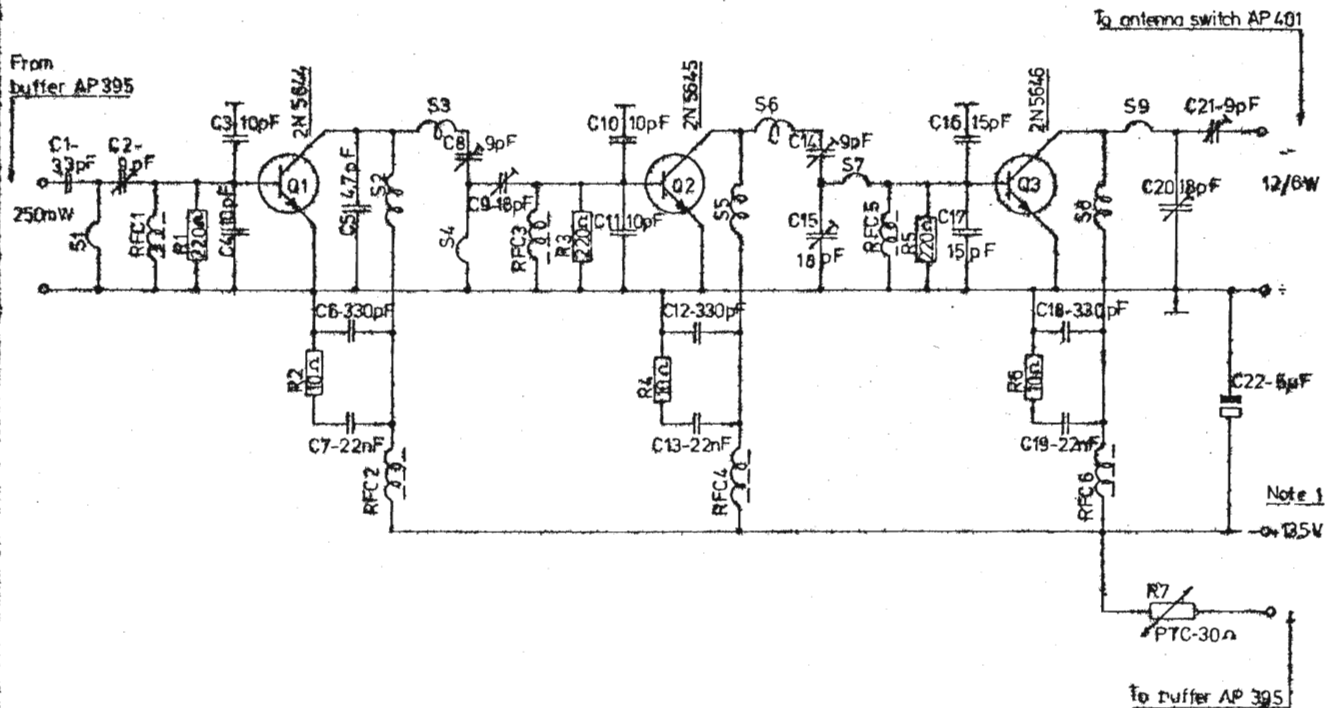 To antenna switch AP 401
From
buffer AP 395
250mW
C1-
3,3pF
C2-
9pF
S1
RFC1
R1
220Ω
C3 10pF
C4 10pF
2N5644
Q1
C5 4,7pF
S2
S3
C8 9pF
C9-18pF
S4
RFC3
R3
220Ω
C10 10pF
C11 10pF
2N5645
Q2
S5
S6
C14 9pF
C15
18pF
S7
RFC5
R5
220Ω
C16 15pF
C17
15pF
2N5646
Q3
S8
S9
C21-9pF
C20 18pF
12/6W
÷
C6-330pF
R2
10Ω
C7-22nF
RFC2
C12-330pF
R4
10Ω
C13-22nF
RFC4
C18-330pF
R6
10Ω
C19-22nF
RFC6
C22-5µF
Note 1
+13,5V
R7
PTC-30Ω
To buffer AP 395